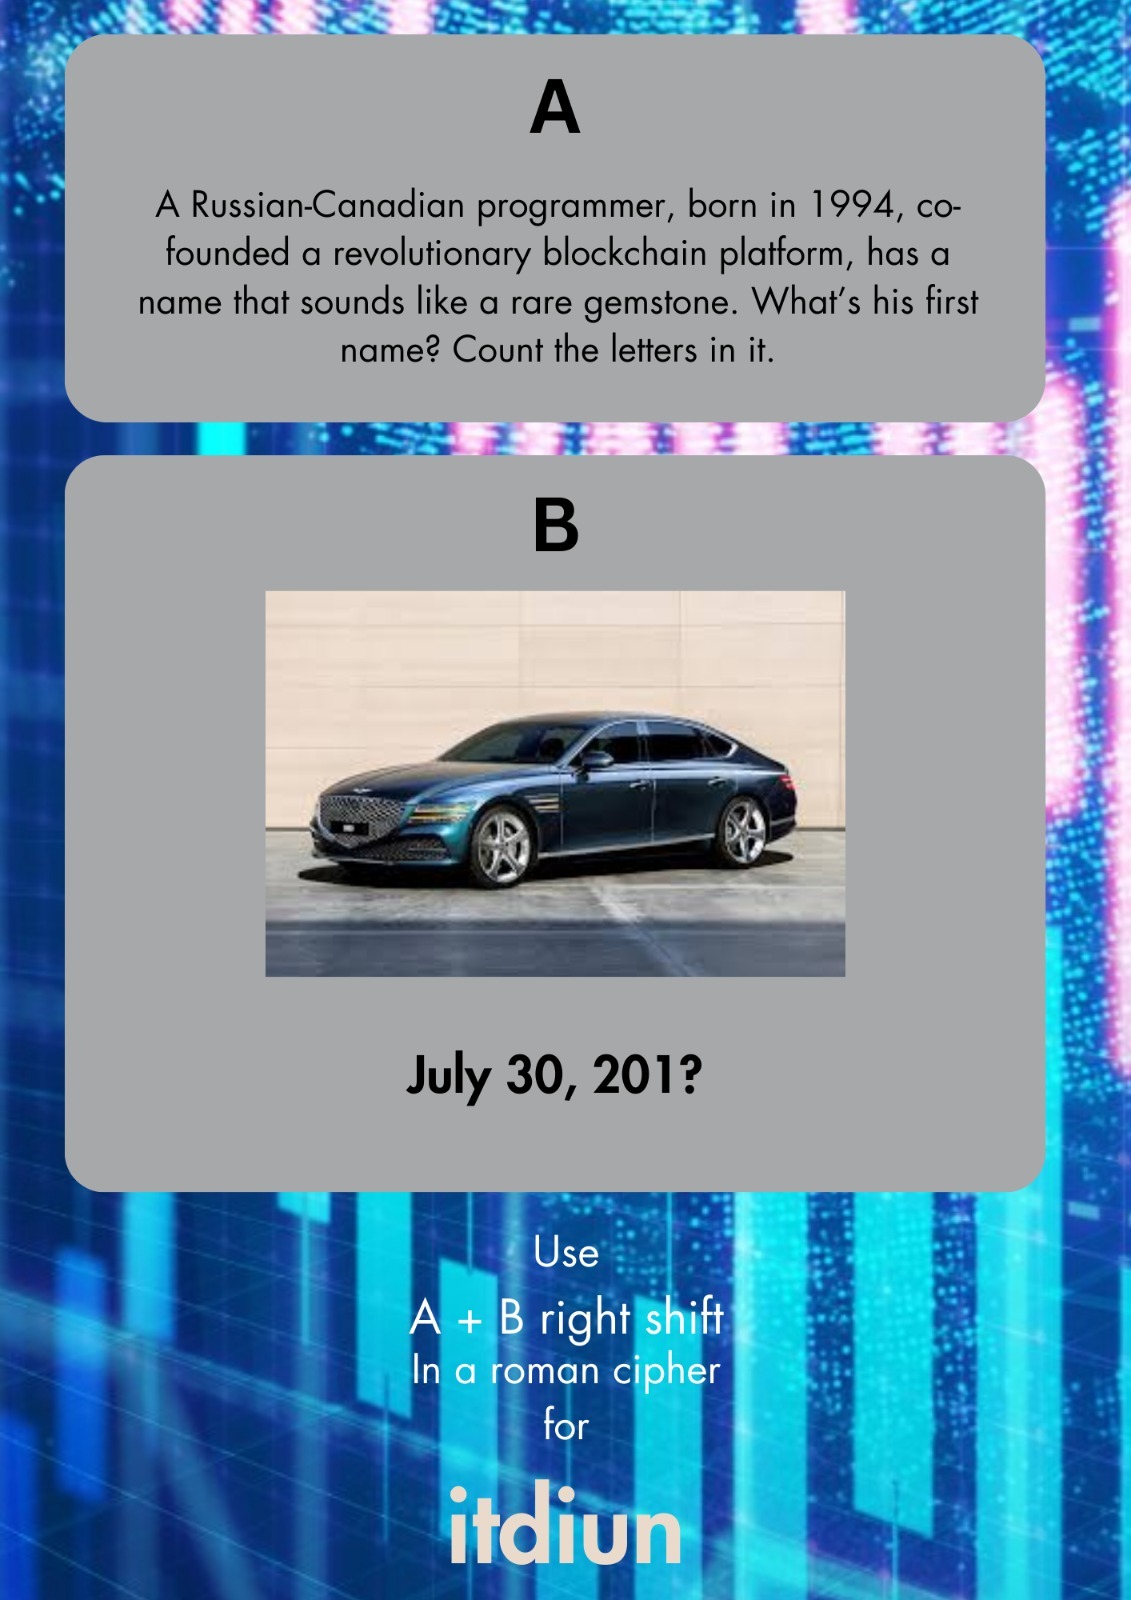 A
A Russian-Canadian programmer, born in 1994, co-
founded a revolutionary blockchain platform, has a
name that sounds like a rare gemstone. What’s his first
name? Count the letters in it.
B
July 30, 201?
Use
A + B right shift
In a roman cipher
for
itdiun